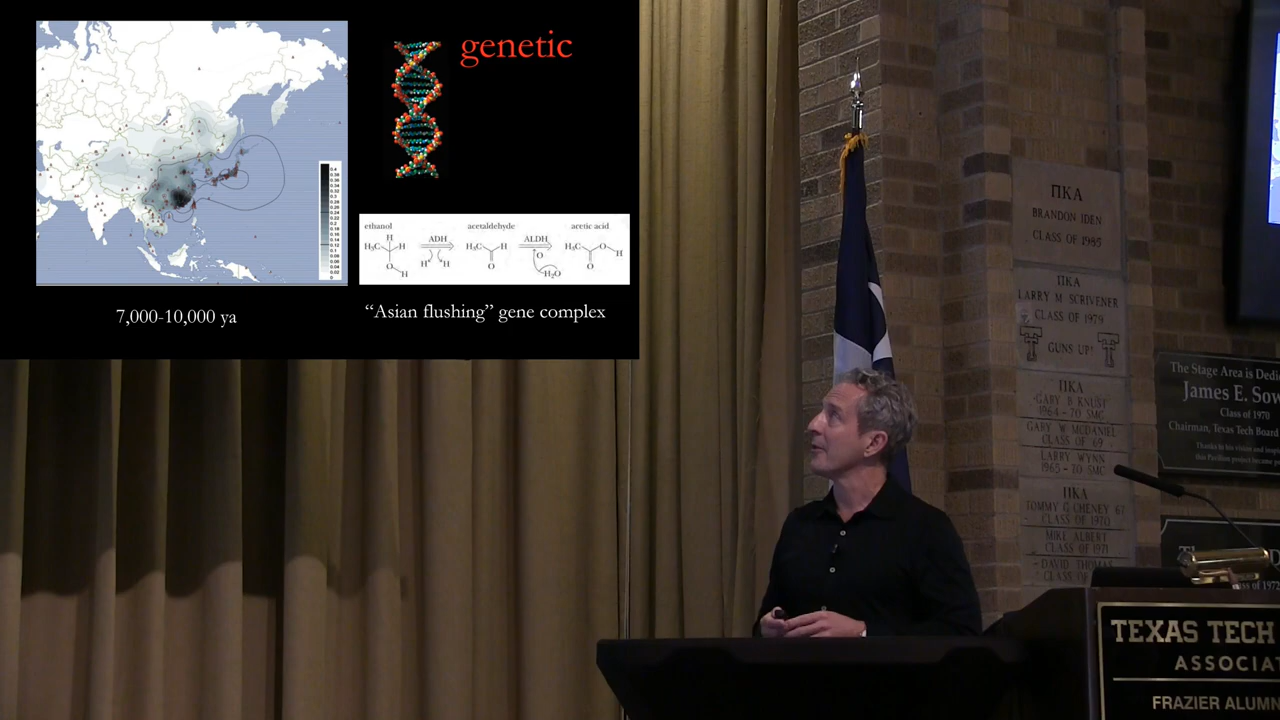 genetic
ethanol
acetaldehyde
acetic acid
ADH
ALDH
7,000-10,000 ya
“Asian flushing” gene complex
ΠΚΑ
BRANDON IDEN
CLASS OF 1985
ΠΚΑ
LARRY M SCRIVENER
CLASS OF 1979
GUNS UP!
ΠΚΑ
GARY B KNUST
1964-70 SMC
GARY W MCDANIEL
CLASS OF 69
LARRY WYNN
1965-70 SMC
ΠΚΑ
TOMMY G CHENEY 67
CLASS OF 1970
MIKE ALBERT
CLASS OF 1971
DAVID THOMAS
CLASS OF
The Stage Area is Dedi
James E. Sow
Class of 1970
Chairman, Texas Tech Board
TEXAS TECH
ASSOCIA
FRAZIER ALUMN